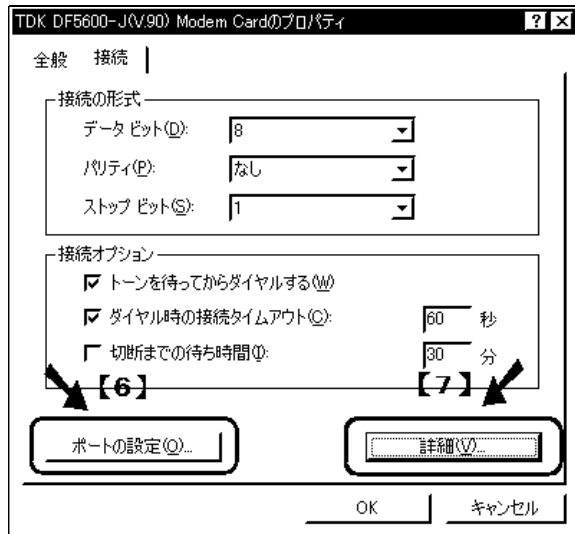 TDK DF5600-J(V.90) Modem Cardのプロパティ ? ×
全般 接続
接続の形式
データ ビット(D): 8
パリティ(P): なし
ストップ ビット(S): 1
接続オプション
トーンを待ってからダイヤルする(W)
ダイヤル時の接続タイムアウト(C): 60 秒
切断までの待ち時間(I): 30 分
【6】 【7】
ポートの設定(O)... 詳細(V)...
OK キャンセル